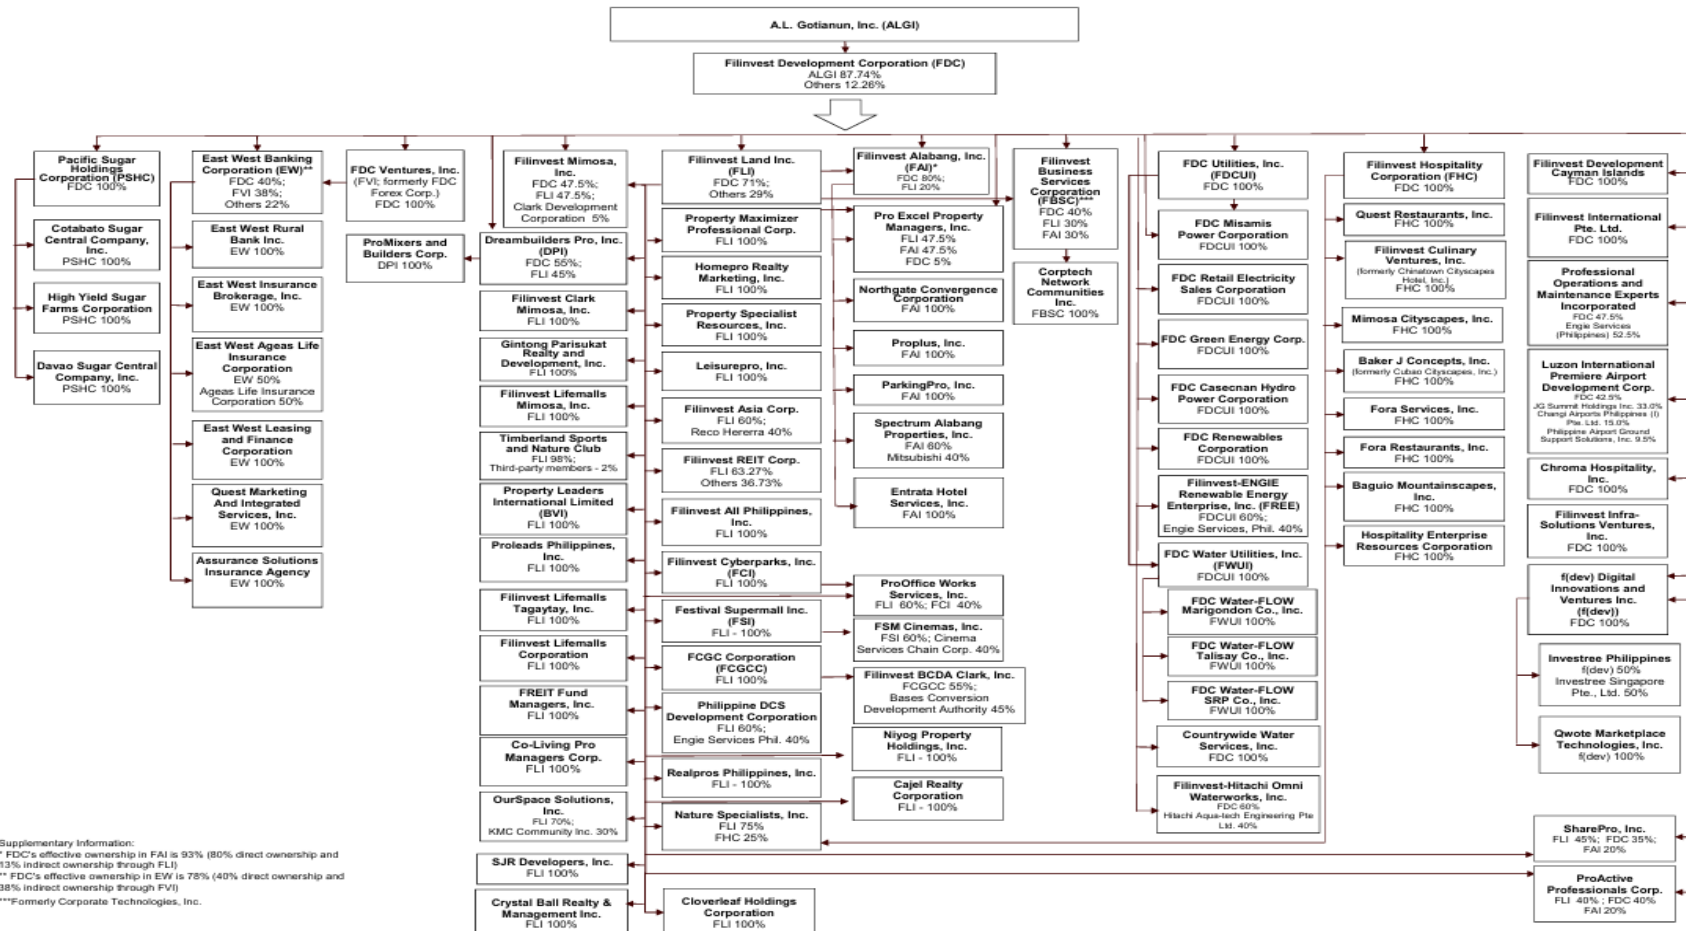 A.L. Gotianun, Inc. (ALGI)
Filinvest Development Corporation (FDC)
ALGI 87.74%
Others 12.26%
Pacific Sugar
Holdings
Corporation (PSHC)
FDC 100%
Cotabato Sugar
Central Company,
Inc.
PSHC 100%
High Yield Sugar
Farms Corporation
PSHC 100%
Davao Sugar Central
Company, Inc.
PSHC 100%
East West Banking
Corporation (EW)**
FDC 40%;
FVI 38%;
Others 22%
East West Rural
Bank Inc.
EW 100%
East West Insurance
Brokerage, Inc.
EW 100%
East West Ageas Life
Insurance
Corporation
EW 50%
Ageas Life Insurance
Corporation 50%
East West Leasing
and Finance
Corporation
EW 100%
Quest Marketing
And Integrated
Services, Inc.
EW 100%
Assurance Solutions
Insurance Agency
EW 100%
FDC Ventures, Inc.
(FVI; formerly FDC
Forex Corp.)
FDC 100%
ProMixers and
Builders Corp.
DPI 100%
Filinvest Mimosa,
Inc.
FDC 47.5%;
FLI 47.5%;
Clark Development
Corporation 5%
Dreambuilders Pro, Inc.
(DPI)
FDC 55%;
FLI 45%
Filinvest Clark
Mimosa, Inc.
FLI 100%
Gintong Parisukat
Realty and
Development, Inc.
FLI 100%
Filinvest Lifemalls
Mimosa, Inc.
FLI 100%
Timberland Sports
and Nature Club
FLI 98%;
Third-party members - 2%
Property Leaders
International Limited
(BVI)
FLI 100%
Proleads Philippines,
Inc.
FLI 100%
Filinvest Lifemalls
Tagaytay, Inc.
FLI 100%
Filinvest Lifemalls
Corporation
FLI 100%
FREIT Fund
Managers, Inc.
FLI 100%
Co-Living Pro
Managers Corp.
FLI 100%
OurSpace Solutions,
Inc.
FLI 70%;
KMC Community Inc. 30%
SJR Developers, Inc.
FLI 100%
Crystal Ball Realty &
Management Inc.
FLI 100%
Filinvest Land Inc.
(FLI)
FDC 71%;
Others 29%
Property Maximizer
Professional Corp.
FLI 100%
Homepro Realty
Marketing, Inc.
FLI 100%
Property Specialist
Resources, Inc.
FLI 100%
Leisurepro, Inc.
FLI 100%
Filinvest Asia Corp.
FLI 60%;
Reco Hererra 40%
Filinvest REIT Corp.
FLI 63.27%
Others 36.73%
Filinvest All Philippines,
Inc.
FLI 100%
Filinvest Cyberparks, Inc.
(FCI)
FLI 100%
Festival Supermall Inc.
(FSI)
FLI - 100%
FCGC Corporation
(FCGCC)
FLI 100%
Philippine DCS
Development Corporation
FLI 60%;
Engie Services Phil. 40%
Realpros Philippines, Inc.
FLI - 100%
Nature Specialists, Inc.
FLI 75%
FHC 25%
Cloverleaf Holdings
Corporation
FLI 100%
Filinvest Alabang, Inc.
(FAI)*
FDC 80%;
FLI 20%
Pro Excel Property
Managers, Inc.
FLI 47.5%
FAI 47.5%
FDC 5%
Northgate Convergence
Corporation
FAI 100%
Proplus, Inc.
FAI 100%
ParkingPro, Inc.
FAI 100%
Spectrum Alabang
Properties, Inc.
FAI 60%
Mitsubishi 40%
Entrata Hotel
Services, Inc.
FAI 100%
ProOffice Works
Services, Inc.
FLI 60%; FCI 40%
FSM Cinemas, Inc.
FSI 60%; Cinema
Services Chain Corp. 40%
Filinvest BCDA Clark, Inc.
FCGCC 55%;
Bases Conversion
Development Authority 45%
Niyog Property
Holdings, Inc.
FLI - 100%
Cajel Realty
Corporation
FLI - 100%
Filinvest
Business
Services
Corporation
(FBSC)***
FDC 40%
FLI 30%
FAI 30%
Corptech
Network
Communities
Inc.
FBSC 100%
FDC Utilities, Inc.
(FDCUI)
FDC 100%
FDC Misamis
Power Corporation
FDCUI 100%
FDC Retail Electricity
Sales Corporation
FDCUI 100%
FDC Green Energy Corp.
FDCUI 100%
FDC Casecnan Hydro
Power Corporation
FDCUI 100%
FDC Renewables
Corporation
FDCUI 100%
Filinvest-ENGIE
Renewable Energy
Enterprise, Inc. (FREE)
FDCUI 60%;
Engie Services, Phil. 40%
FDC Water Utilities, Inc.
(FWUI)
FDCUI 100%
FDC Water-FLOW
Marigondon Co., Inc.
FWUI 100%
FDC Water-FLOW
Talisay Co., Inc.
FWUI 100%
FDC Water-FLOW
SRP Co., Inc.
FWUI 100%
Countrywide Water
Services, Inc.
FDC 100%
Filinvest-Hitachi Omni
Waterworks, Inc.
FDC 60%
Hitachi Aqua-tech Engineering Pte
Ltd. 40%
Filinvest Hospitality
Corporation (FHC)
FDC 100%
Quest Restaurants, Inc.
FHC 100%
Filinvest Culinary
Ventures, Inc.
(formerly Chinatown Cityscapes
Hotel, Inc.)
FHC 100%
Mimosa Cityscapes, Inc.
FHC 100%
Baker J Concepts, Inc.
(formerly Cubao Cityscapes, Inc.)
FHC 100%
Fora Services, Inc.
FHC 100%
Fora Restaurants, Inc.
FHC 100%
Baguio Mountainscapes,
Inc.
FHC 100%
Hospitality Enterprise
Resources Corporation
FHC 100%
Filinvest Development
Cayman Islands
FDC 100%
Filinvest International
Pte. Ltd.
FDC 100%
Professional
Operations and
Maintenance Experts
Incorporated
FDC 47.5%
Engie Services
(Philippines) 52.5%
Luzon International
Premiere Airport
Development Corp.
FDC 42.5%
JG Summit Holdings Inc. 33.0%
Changi Airports Philippines (I)
Pte. Ltd. 15.0%
Philippine Airport Ground
Support Solutions, Inc. 9.5%
Chroma Hospitality,
Inc.
FDC 100%
Filinvest Infra-
Solutions Ventures,
Inc.
FDC 100%
f(dev) Digital
Innovations and
Ventures Inc.
(f(dev))
FDC 100%
Investree Philippines
f(dev) 50%
Investree Singapore
Pte., Ltd. 50%
Qwote Marketplace
Technologies, Inc.
f(dev) 100%
SharePro, Inc.
FLI 45%; FDC 35%;
FAI 20%
ProActive
Professionals Corp.
FLI 40% ; FDC 40%
FAI 20%
Supplementary Information:
* FDC's effective ownership in FAI is 93% (80% direct ownership and
13% indirect ownership through FLI)
** FDC's effective ownership in EW is 78% (40% direct ownership and
38% indirect ownership through FVI)
***Formerly Corporate Technologies, Inc.